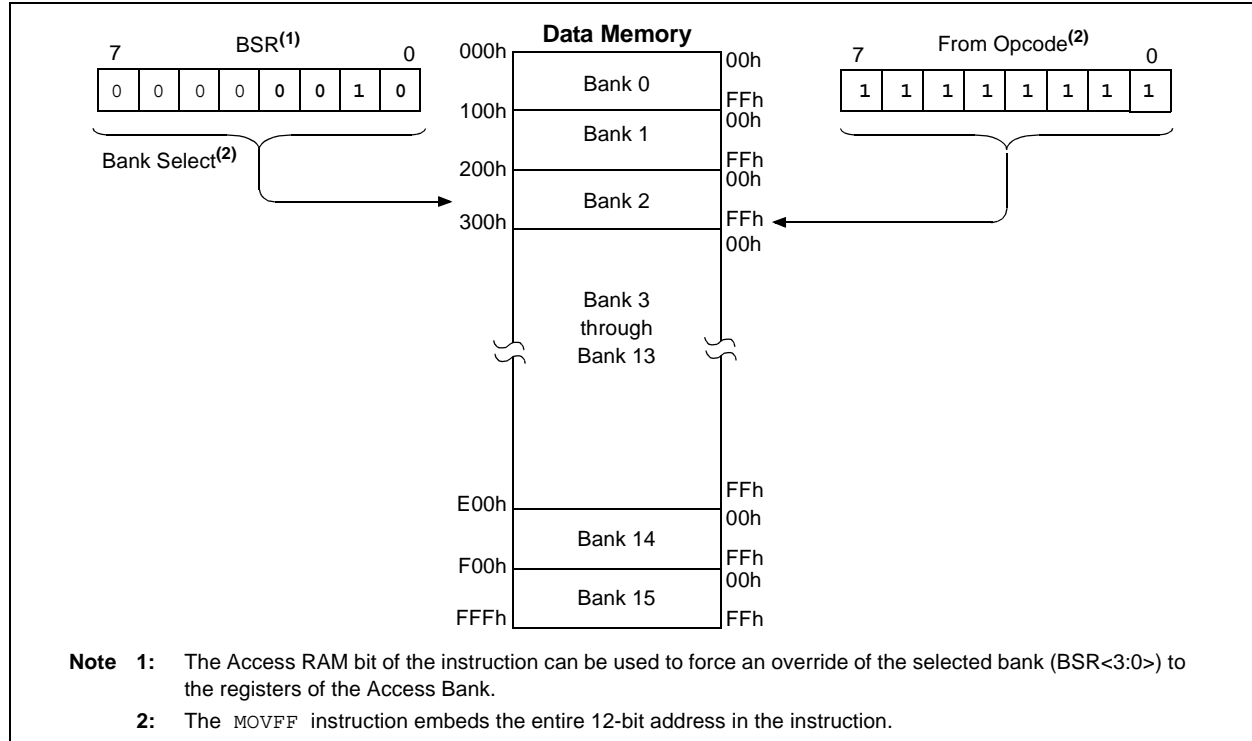 Data Memory
7 BSR(1) 0
0 0 0 0 0 0 1 0
Bank Select(2)
7 From Opcode(2) 0
1 1 1 1 1 1 1 1
000h 00h
Bank 0
FFh
100h 00h
Bank 1
FFh
200h 00h
Bank 2
FFh
300h 00h
Bank 3
through
Bank 13
FFh
E00h 00h
Bank 14
FFh
F00h 00h
Bank 15
FFFh FFh
Note 1: The Access RAM bit of the instruction can be used to force an override of the selected bank (BSR<3:0>) to
the registers of the Access Bank.
2: The MOVFF instruction embeds the entire 12-bit address in the instruction.